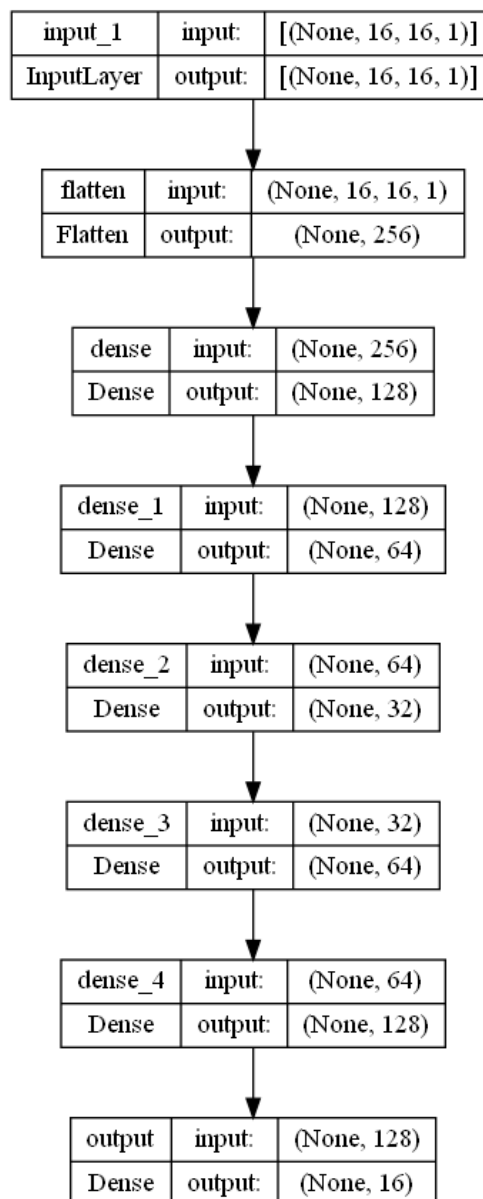 input_1 input: [(None, 16, 16, 1)]
InputLayer output: [(None, 16, 16, 1)]
flatten input: (None, 16, 16, 1)
Flatten output: (None, 256)
dense input: (None, 256)
Dense output: (None, 128)
dense_1 input: (None, 128)
Dense output: (None, 64)
dense_2 input: (None, 64)
Dense output: (None, 32)
dense_3 input: (None, 32)
Dense output: (None, 64)
dense_4 input: (None, 64)
Dense output: (None, 128)
output input: (None, 128)
Dense output: (None, 16)